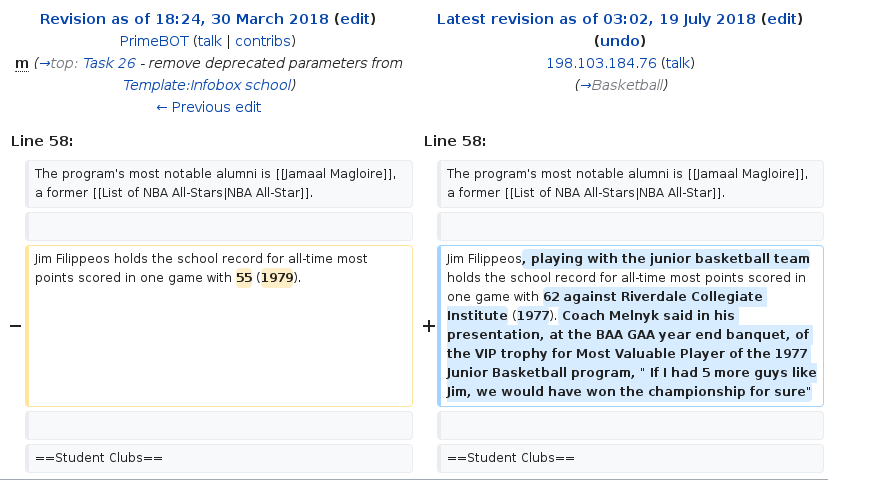 Revision as of 18:24, 30 March 2018 (edit)
PrimeBOT (talk | contribs)
m (→top: Task 26 - remove deprecated parameters from
Template:Infobox school)
← Previous edit
Latest revision as of 03:02, 19 July 2018 (edit)
(undo)
198.103.184.76 (talk)
(→Basketball)
Line 58:
Line 58:
The program's most notable alumni is [[Jamaal Magloire]],
a former [[List of NBA All-Stars|NBA All-Star]].
The program's most notable alumni is [[Jamaal Magloire]],
a former [[List of NBA All-Stars|NBA All-Star]].
−
Jim Filippeos holds the school record for all-time most
points scored in one game with 55 (1979).
+
Jim Filippeos, playing with the junior basketball team
holds the school record for all-time most points scored in
one game with 62 against Riverdale Collegiate
Institute (1977). Coach Melnyk said in his
presentation, at the BAA GAA year end banquet, of
the VIP trophy for Most Valuable Player of the 1977
Junior Basketball program, " If I had 5 more guys like
Jim, we would have won the championship for sure"
==Student Clubs==
==Student Clubs==